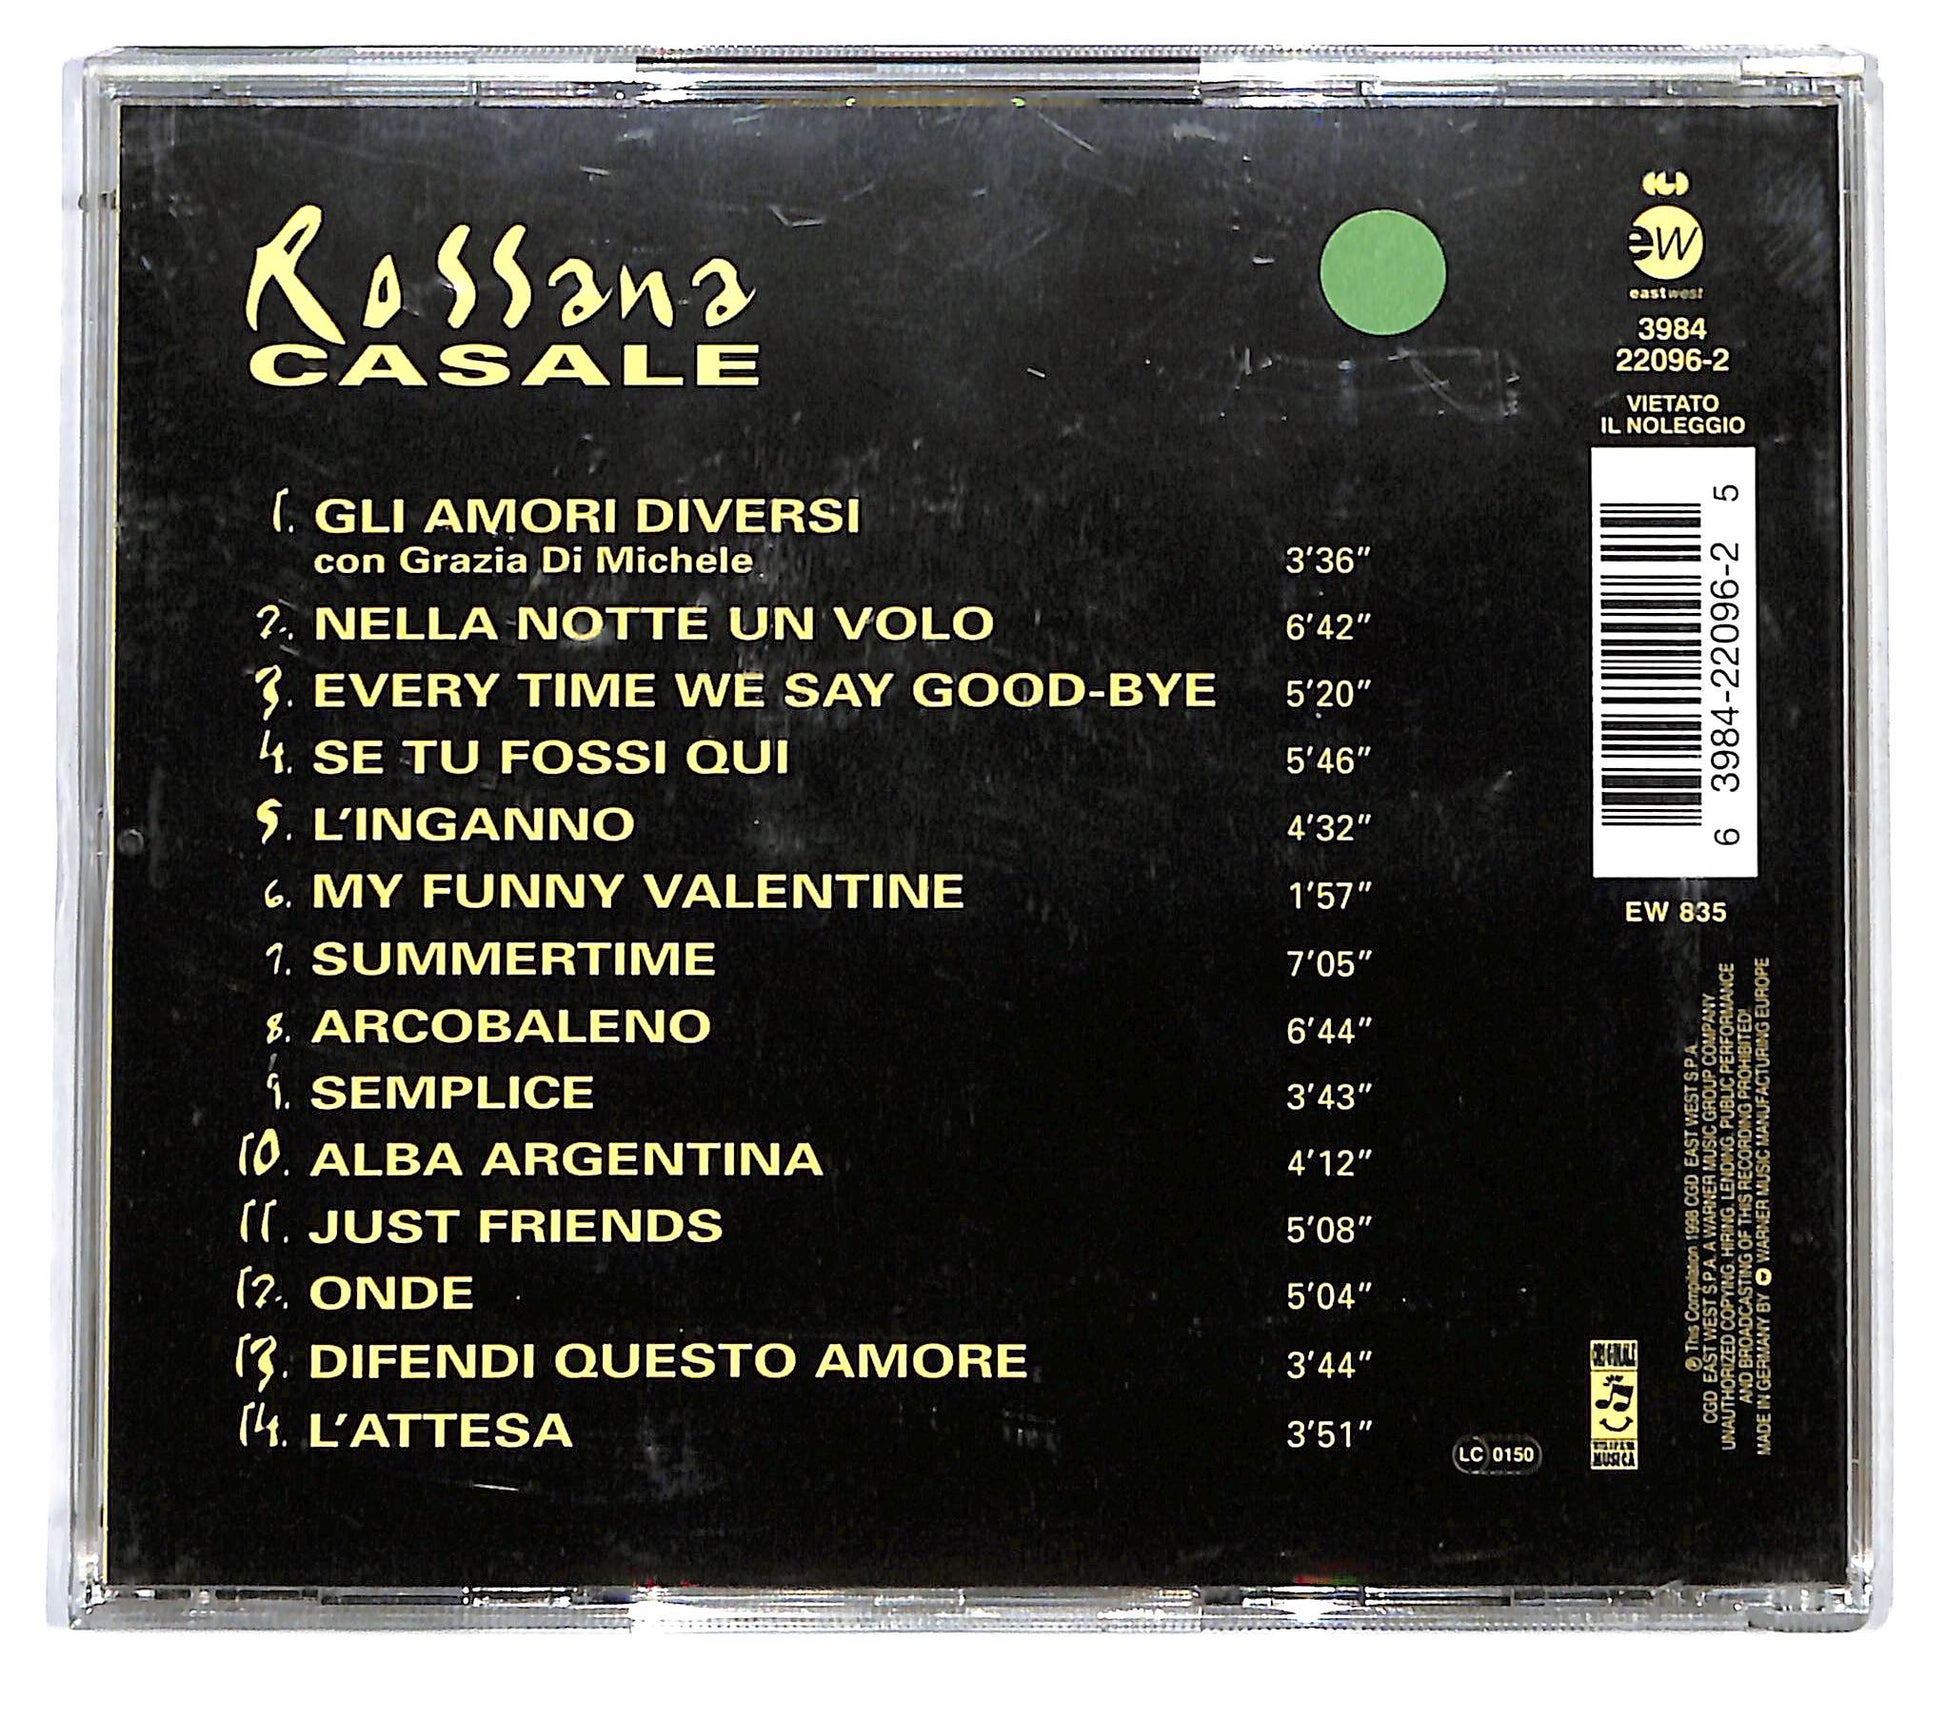 Rossana
CASALE
1. GLI AMORI DIVERSI
con Grazia Di Michele 3'36"
2. NELLA NOTTE UN VOLO 6'42"
3. EVERY TIME WE SAY GOOD-BYE 5'20"
4. SE TU FOSSI QUI 5'46"
5. L'INGANNO 4'32"
6. MY FUNNY VALENTINE 1'57"
7. SUMMERTIME 7'05"
8. ARCOBALENO 6'44"
9. SEMPLICE 3'43"
10. ALBA ARGENTINA 4'12"
11. JUST FRIENDS 5'08"
12. ONDE 5'04"
13. DIFENDI QUESTO AMORE 3'44"
14. L'ATTESA 3'51"
ew
eastwest
3984
22096-2
VIETATO
IL NOLEGGIO
6 3984-22096-2 5
EW 835
℗ This Compilation 1998 CGD EAST WEST S.P.A.
CGD EAST WEST S.P.A. A WARNER MUSIC GROUP COMPANY
UNAUTHORIZED COPYING, HIRING, LENDING, PUBLIC PERFORMANCE
AND BROADCASTING OF THIS RECORDING PROHIBITED!
MADE IN GERMANY BY WARNER MUSIC MANUFACTURING EUROPE
MUSICA
LC 0150